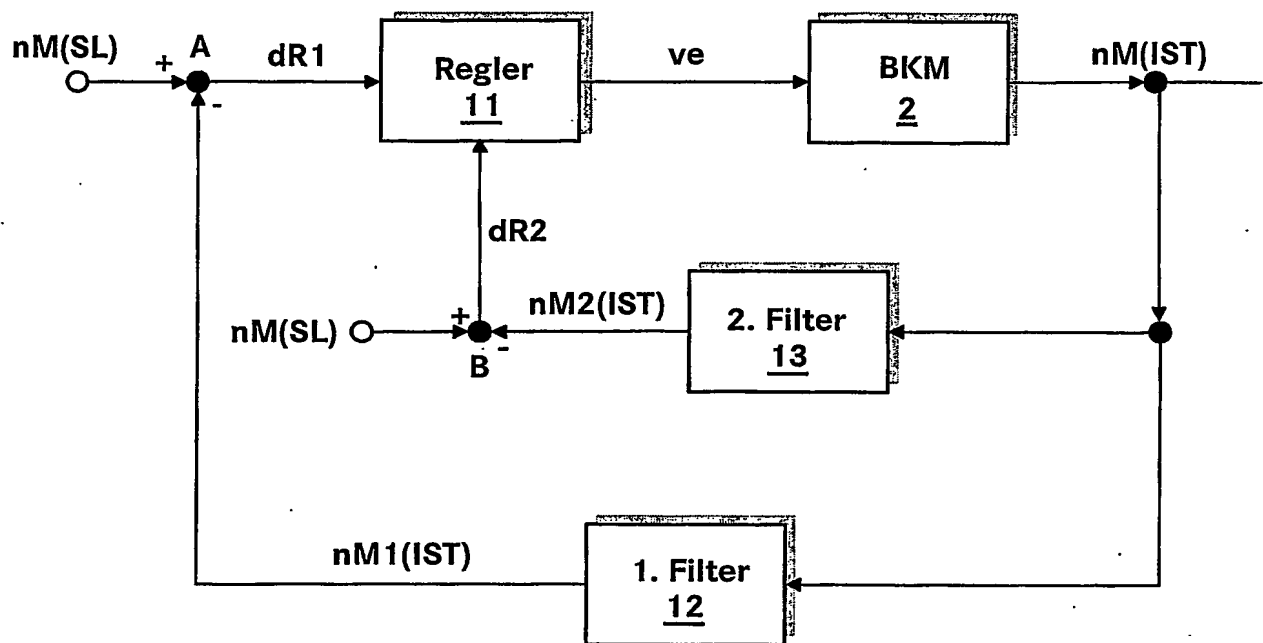 nM(SL)
+
A
-
dR1
Regler
11
ve
BKM
2
nM(IST)
dR2
nM(SL)
+
-
B
nM2(IST)
2. Filter
13
nM1(IST)
1. Filter
12